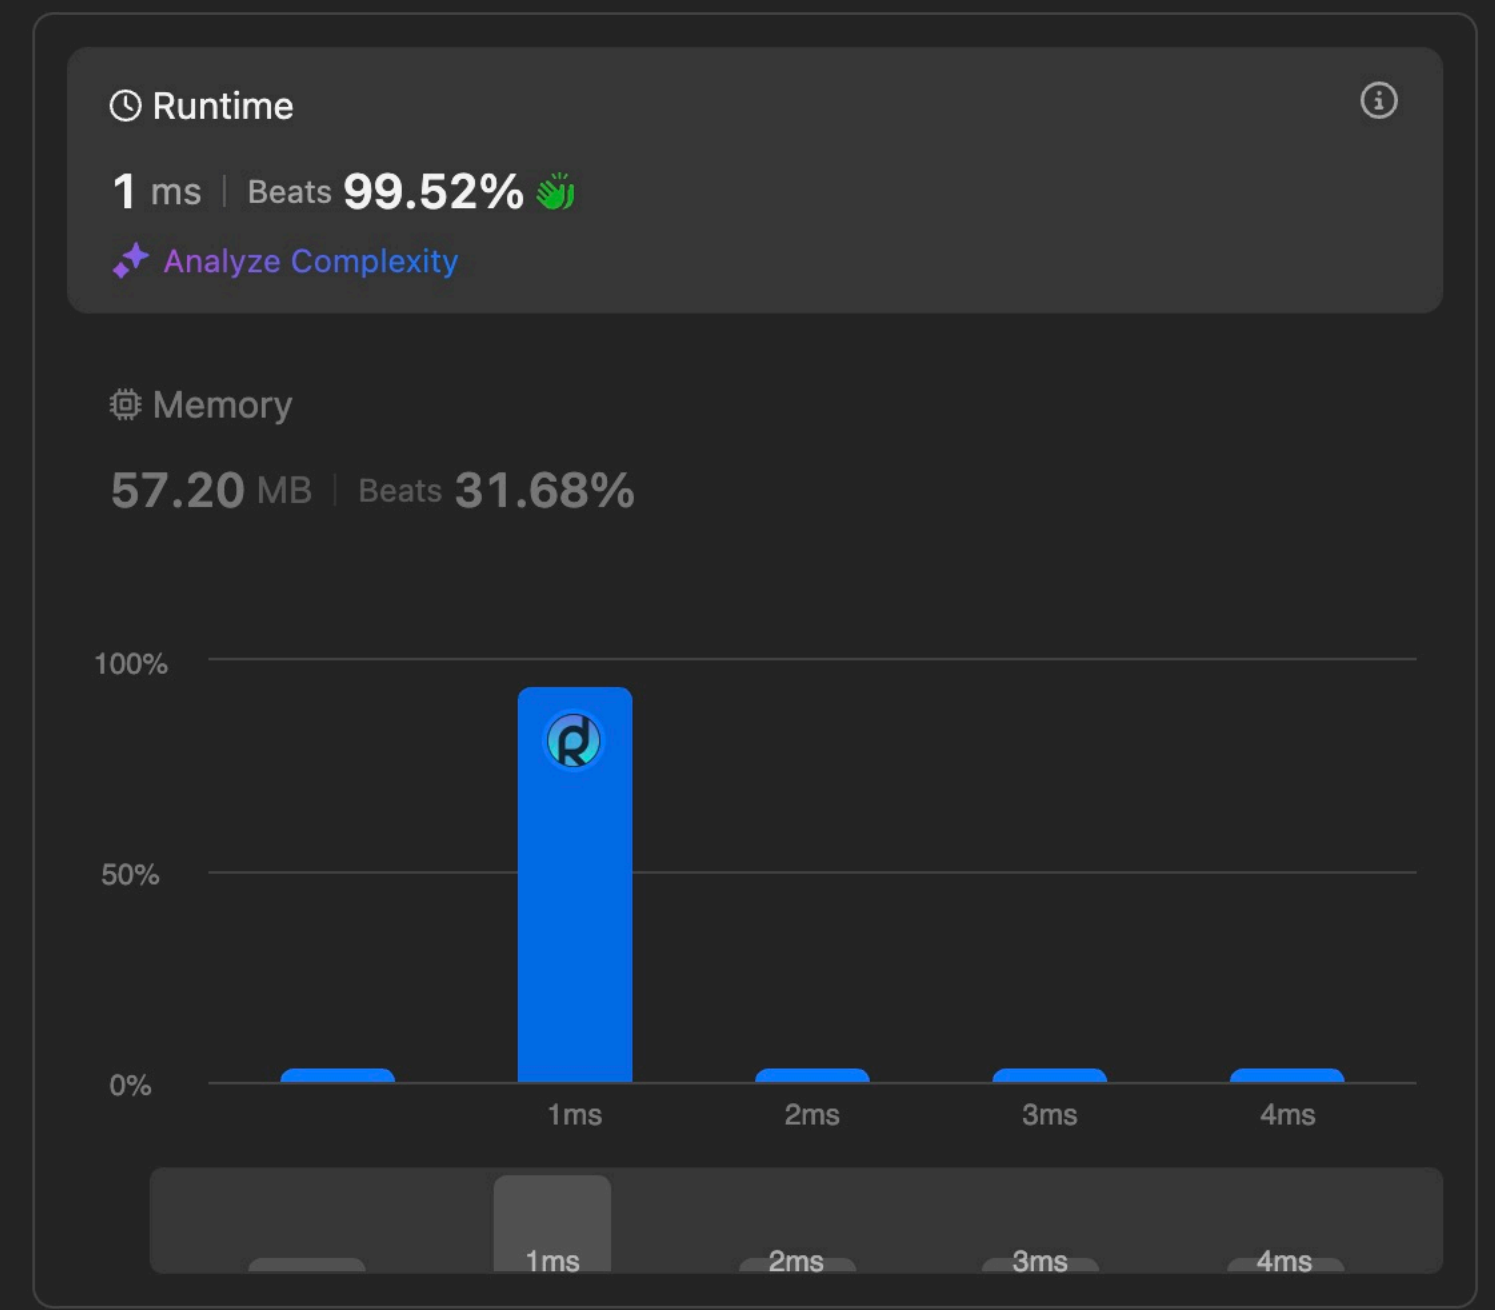 Runtime
1 ms | Beats 99.52%
Analyze Complexity
Memory
57.20 MB | Beats 31.68%
100%
50%
0%
1ms 2ms 3ms 4ms
1ms 2ms 3ms 4ms